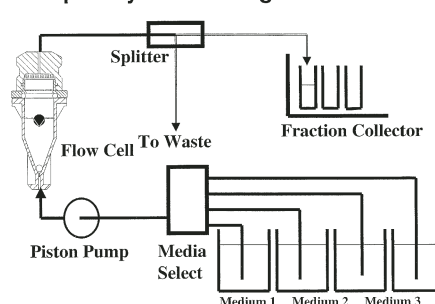 Splitter
Fraction Collector
Flow Cell
To Waste
Piston Pump
Media
Select
Medium 1
Medium 2
Medium 3